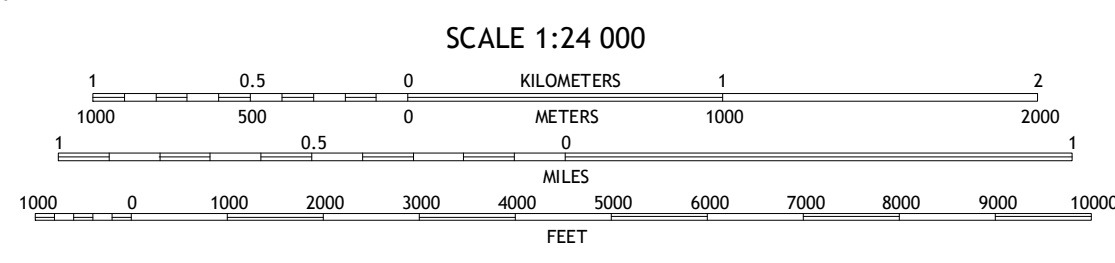 SCALE 1:24 000
1 0.5 0 KILOMETERS 1 2
1000 500 0 METERS 1000 2000
1 0.5 0 1
MILES
1000 0 1000 2000 3000 4000 5000 6000 7000 8000 9000 10000
FEET